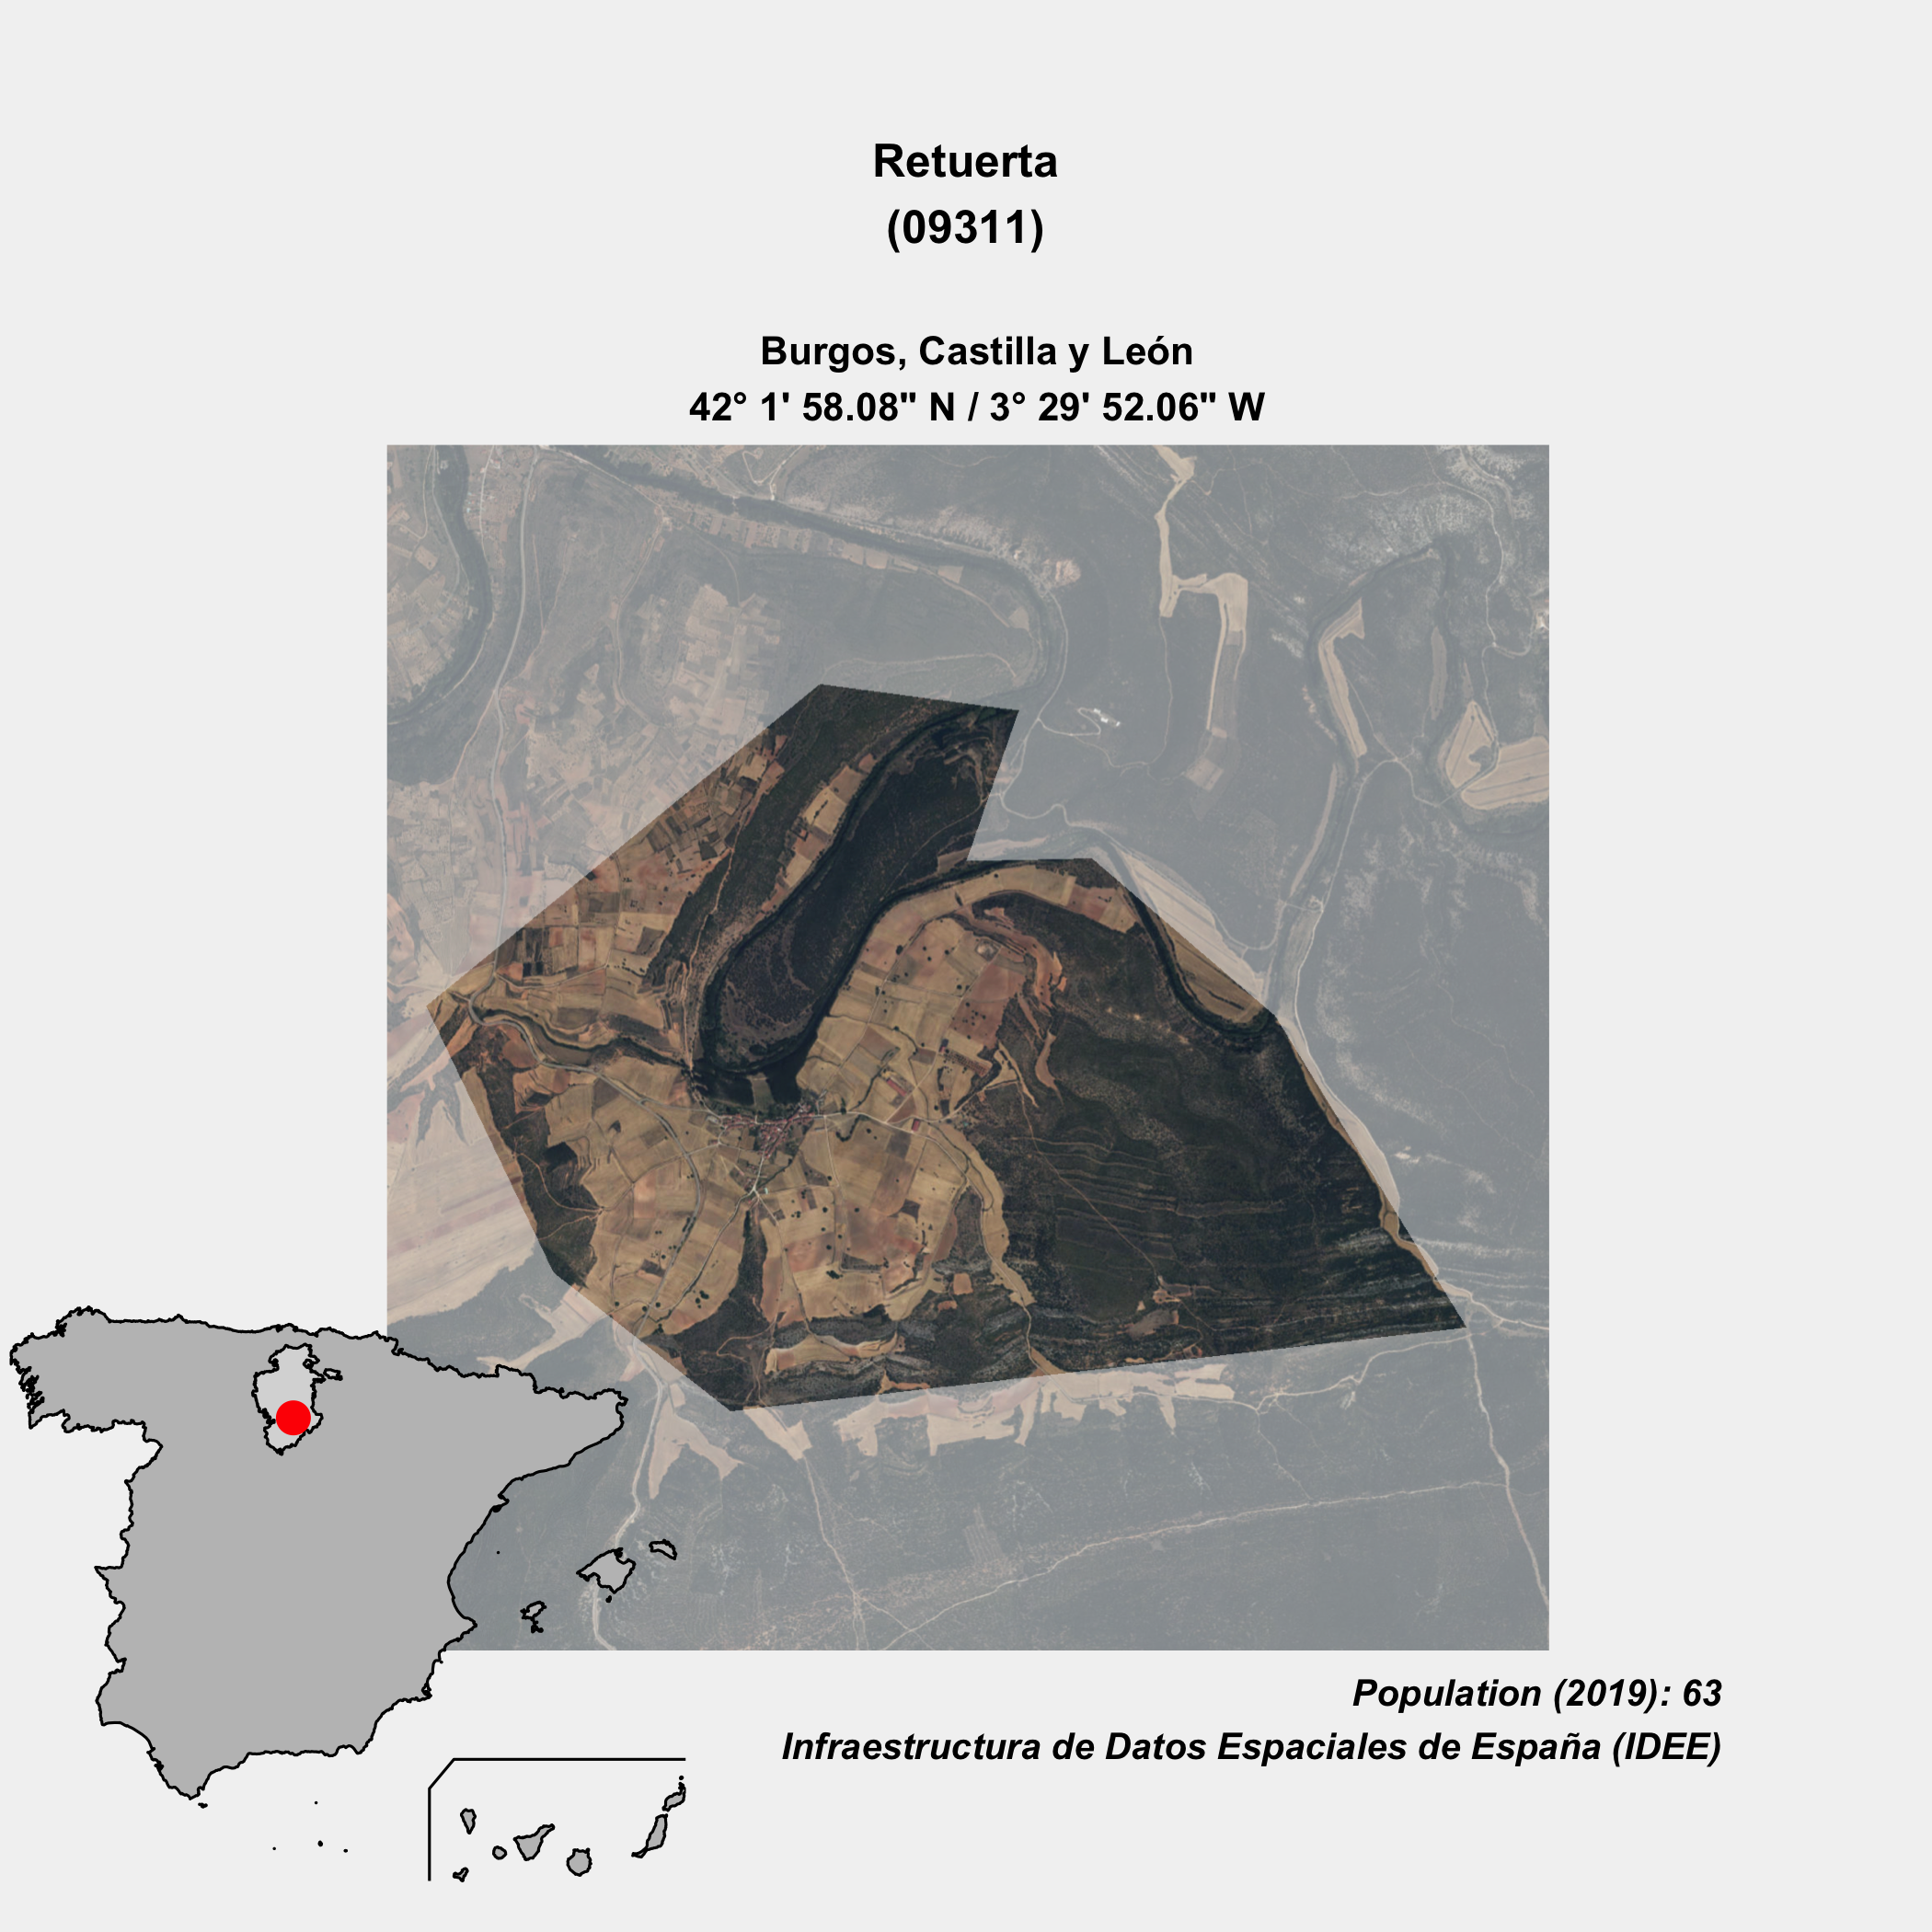 Retuerta
(09311)
Burgos, Castilla y León
42° 1' 58.08" N / 3° 29' 52.06" W
Population (2019): 63
Infraestructura de Datos Espaciales de España (IDEE)